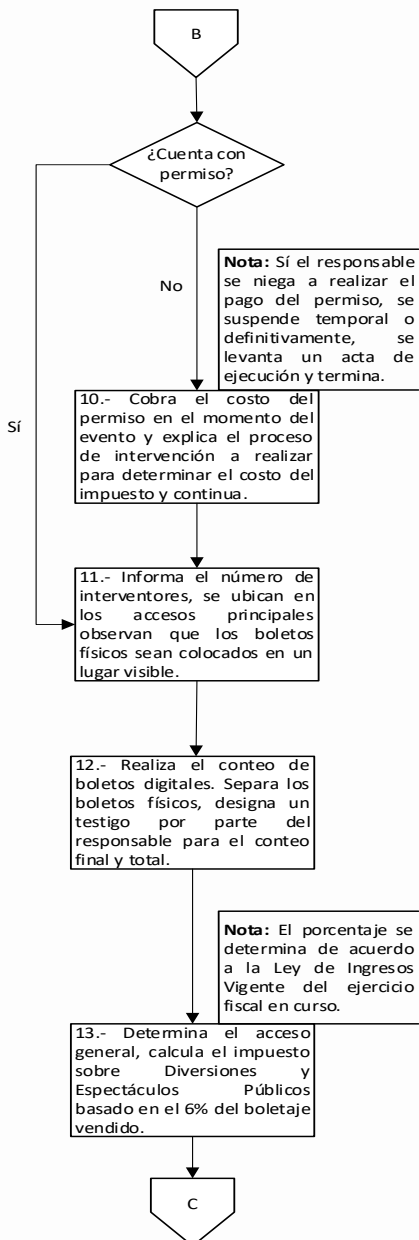 B
¿Cuenta con
permiso?
Nota: Sí el responsable
se niega a realizar el
pago del permiso, se
suspende temporal o
definitivamente, se
levanta un acta de
ejecución y termina.
No
Sí
10.- Cobra el costo del
permiso en el momento del
evento y explica el proceso
de intervención a realizar
para determinar el costo del
impuesto y continua.
11.- Informa el número de
interventores, se ubican en
los accesos principales
observan que los boletos
físicos sean colocados en un
lugar visible.
12.- Realiza el conteo de
boletos digitales. Separa los
boletos físicos, designa un
testigo por parte del
responsable para el conteo
final y total.
Nota: El porcentaje se
determina de acuerdo
a la Ley de Ingresos
Vigente del ejercicio
fiscal en curso.
13.- Determina el acceso
general, calcula el impuesto
sobre Diversiones y
Espectáculos Públicos
basado en el 6% del boletaje
vendido.
C